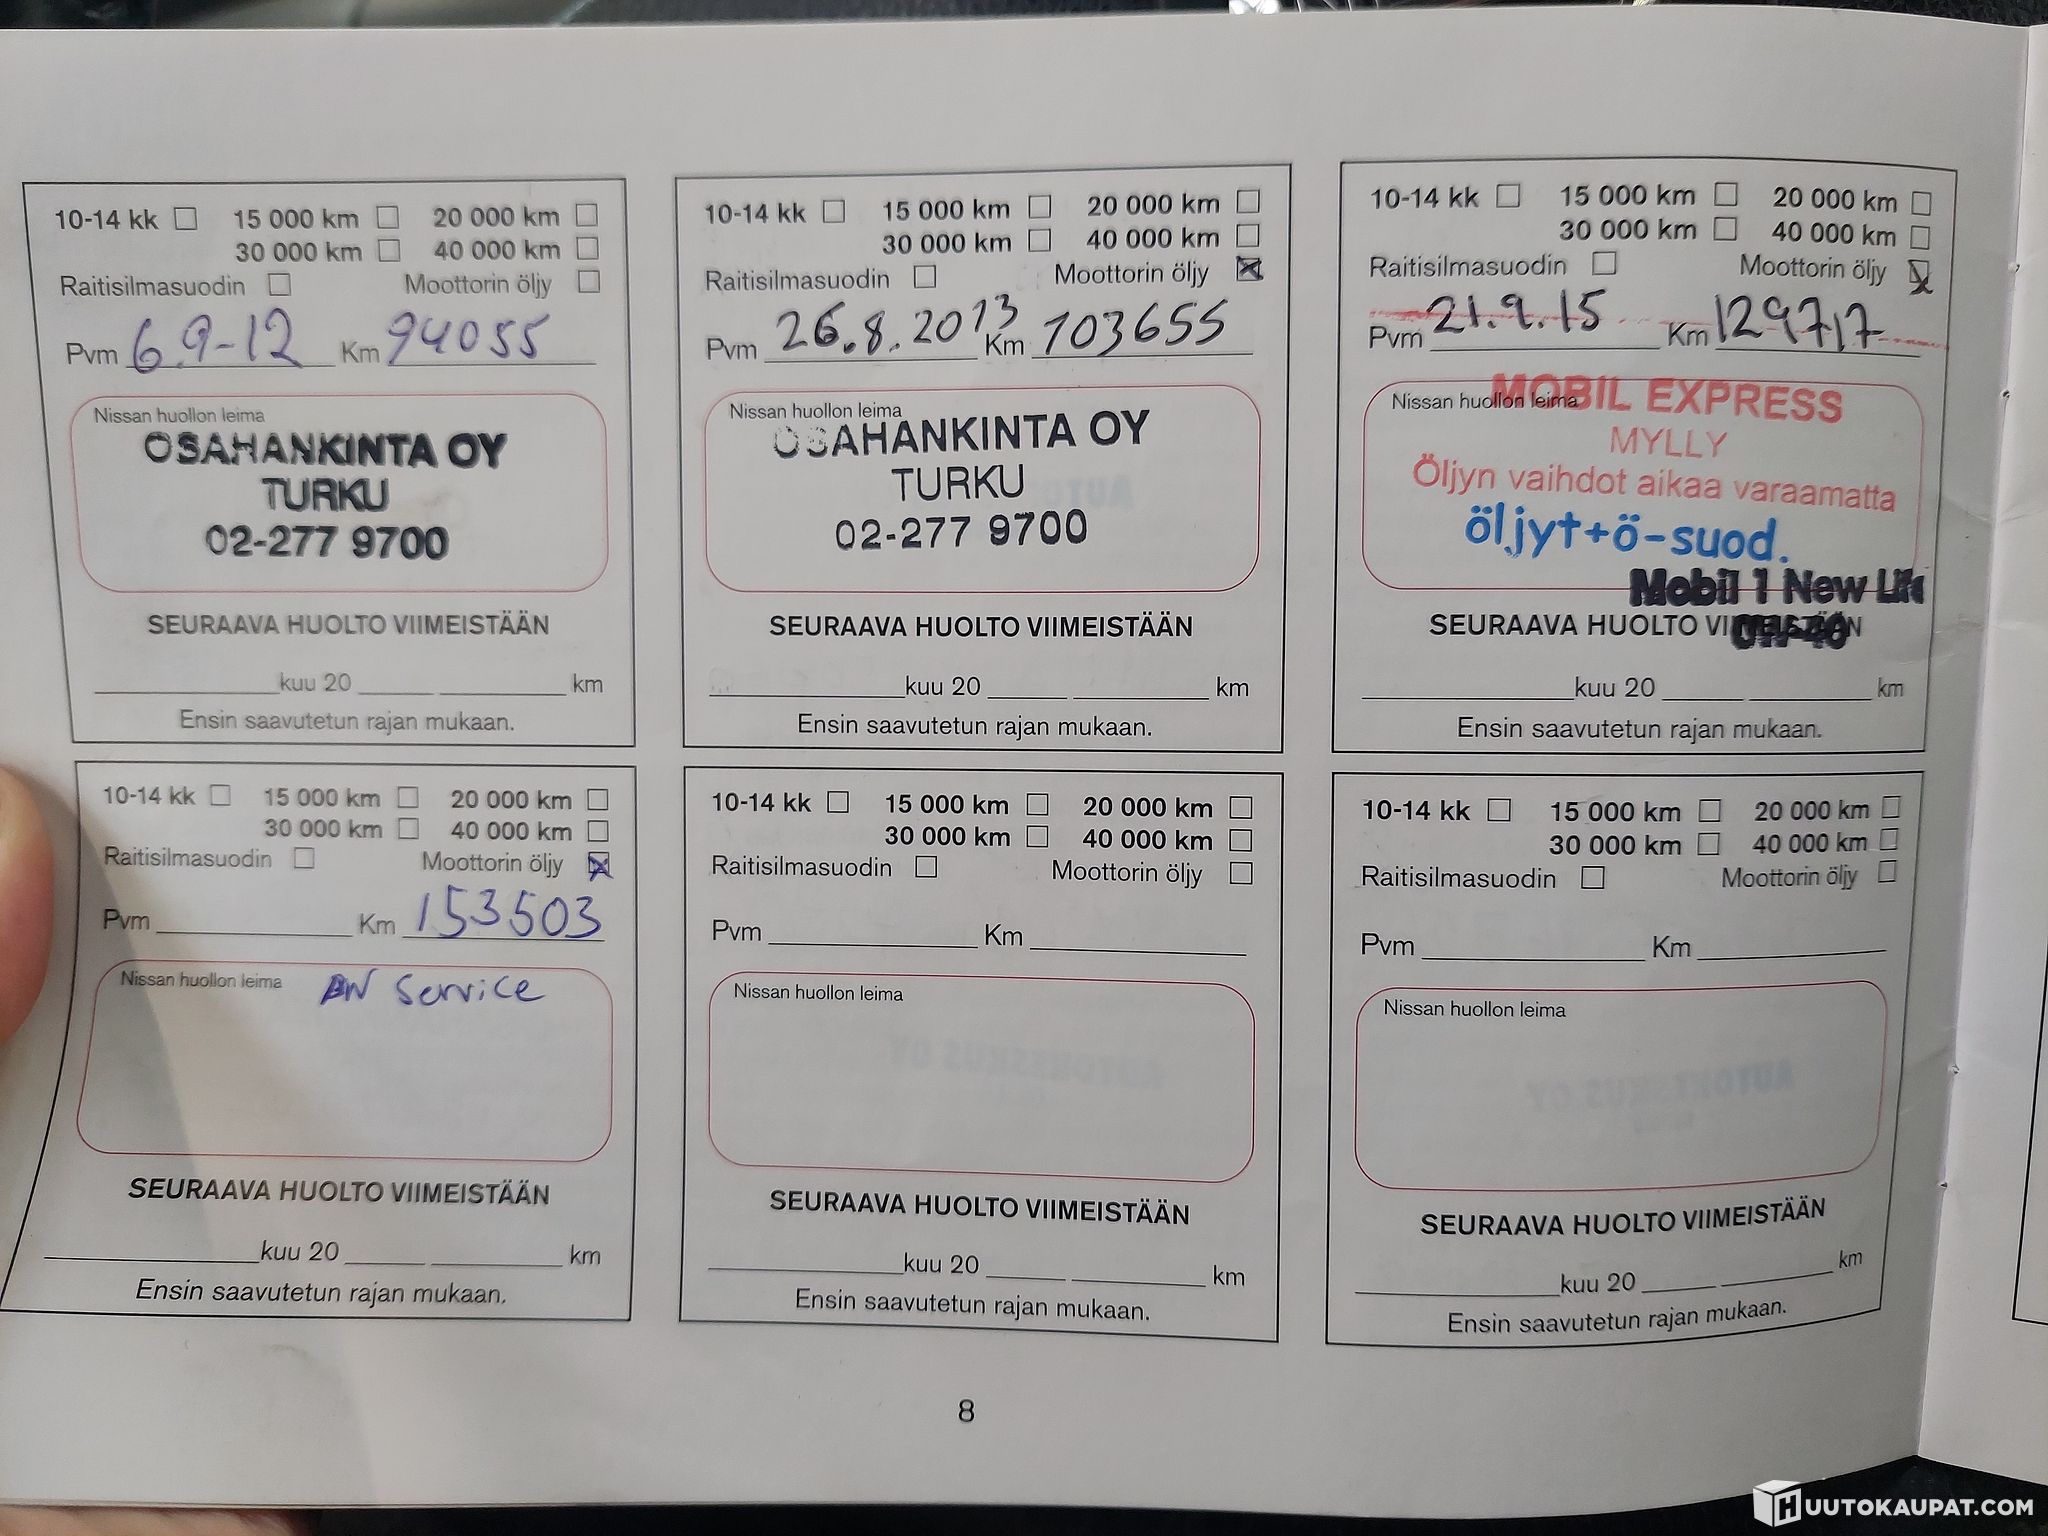 10-14 kk 15 000 km 20 000 km
30 000 km 40 000 km
Raitisilmasuodin Moottorin öljy
Pvm 6.9-12 Km 94055
Nissan huollon leima
OSAHANKINTA OY
TURKU
02-277 9700
SEURAAVA HUOLTO VIIMEISTÄÄN
kuu 20 km
Ensin saavutetun rajan mukaan.
10-14 kk 15 000 km 20 000 km
30 000 km 40 000 km
Raitisilmasuodin Moottorin öljy
Pvm 26.8.2013 Km 103655
Nissan huollon leima
OSAHANKINTA OY
TURKU
02-277 9700
SEURAAVA HUOLTO VIIMEISTÄÄN
kuu 20 km
Ensin saavutetun rajan mukaan.
10-14 kk 15 000 km 20 000 km
30 000 km 40 000 km
Raitisilmasuodin Moottorin öljy
Pvm 21.9.15 Km 129717
Nissan huollon leima
MOBIL EXPRESS
MYLLY
Öljyn vaihdot aikaa varaamatta
öljyt+ö-suod.
Mobil 1 New Life
SEURAAVA HUOLTO VIIMEISTÄÄN
kuu 20 km
Ensin saavutetun rajan mukaan.
10-14 kk 15 000 km 20 000 km
30 000 km 40 000 km
Raitisilmasuodin Moottorin öljy
Pvm Km 153503
Nissan huollon leima
Service
SEURAAVA HUOLTO VIIMEISTÄÄN
kuu 20 km
Ensin saavutetun rajan mukaan.
10-14 kk 15 000 km 20 000 km
30 000 km 40 000 km
Raitisilmasuodin Moottorin öljy
Pvm Km
Nissan huollon leima
SEURAAVA HUOLTO VIIMEISTÄÄN
kuu 20 km
Ensin saavutetun rajan mukaan.
10-14 kk 15 000 km 20 000 km
30 000 km 40 000 km
Raitisilmasuodin Moottorin öljy
Pvm Km
Nissan huollon leima
SEURAAVA HUOLTO VIIMEISTÄÄN
kuu 20 km
Ensin saavutetun rajan mukaan.
8
HUUTOKAUPAT.COM